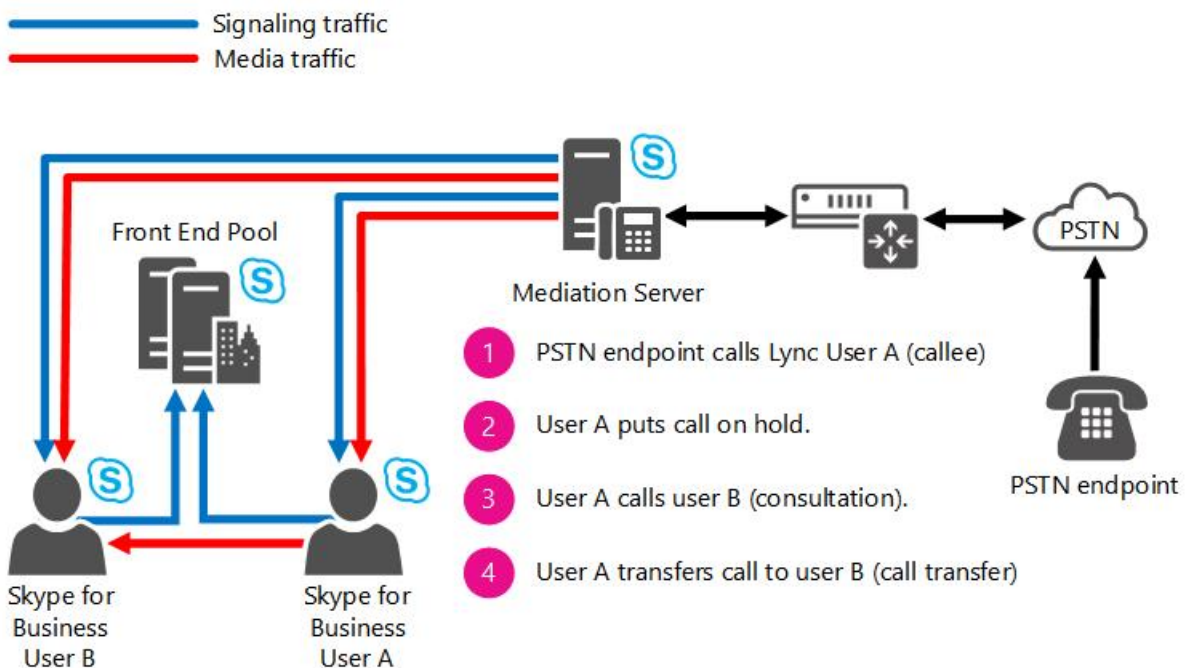 Signaling traffic
Media traffic
Front End Pool
Mediation Server
PSTN
PSTN endpoint
1 PSTN endpoint calls Lync User A (callee)
2 User A puts call on hold.
3 User A calls user B (consultation).
4 User A transfers call to user B (call transfer)
Skype for
Business
User B
Skype for
Business
User A